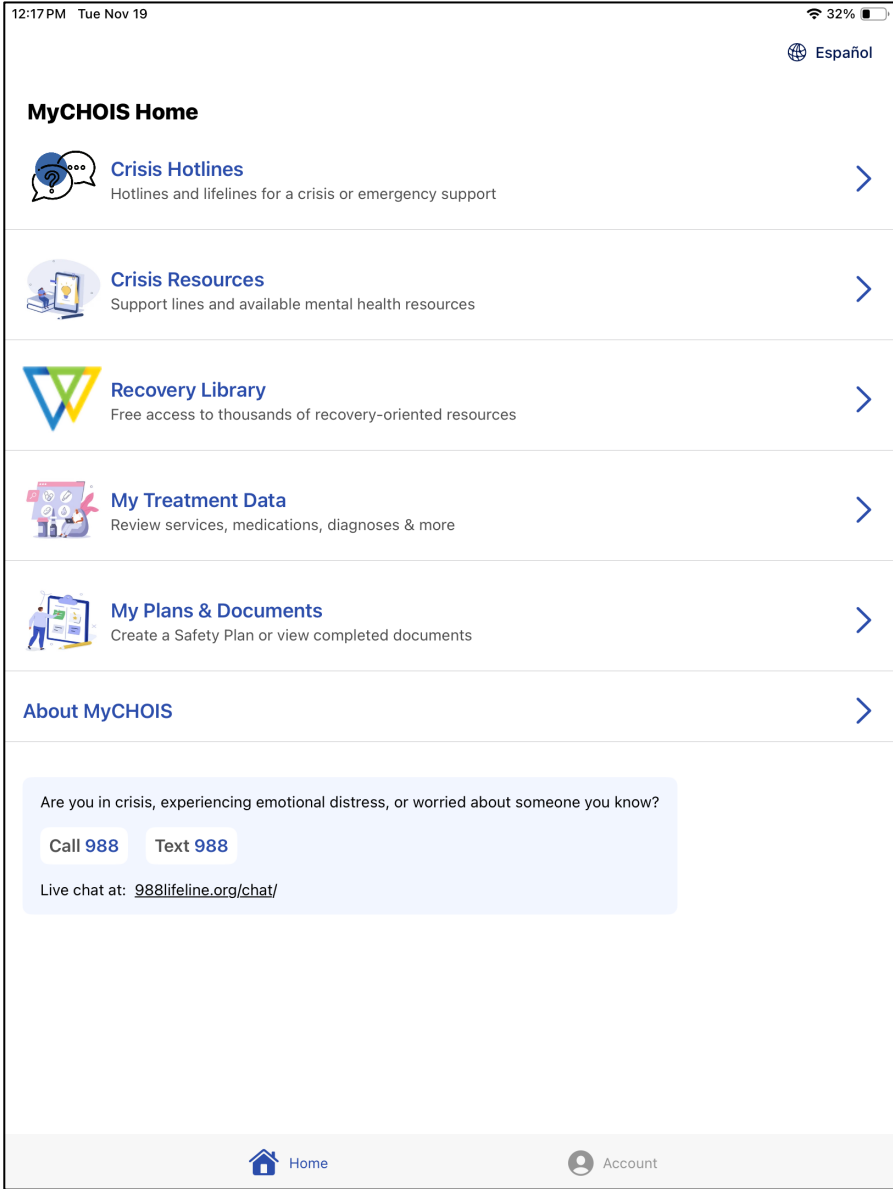 12:17 PM Tue Nov 19 32%
Español
MyCHOIS Home
Crisis Hotlines
Hotlines and lifelines for a crisis or emergency support
Crisis Resources
Support lines and available mental health resources
Recovery Library
Free access to thousands of recovery-oriented resources
My Treatment Data
Review services, medications, diagnoses & more
My Plans & Documents
Create a Safety Plan or view completed documents
About MyCHOIS
Are you in crisis, experiencing emotional distress, or worried about someone you know?
Call 988 Text 988
Live chat at: 988lifeline.org/chat/
Home Account